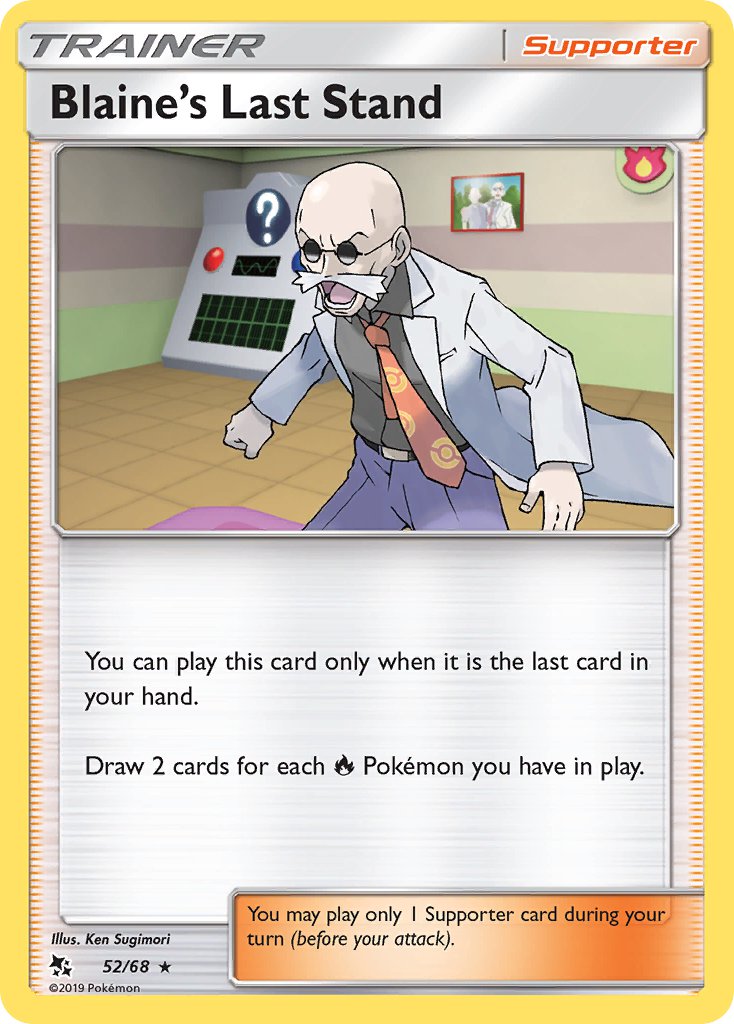 TRAINER | Supporter
Blaine's Last Stand
?
You can play this card only when it is the last card in
your hand.
Draw 2 cards for each Pokémon you have in play.
You may play only 1 Supporter card during your
turn (before your attack).
Illus. Ken Sugimori
52/68 ★
©2019 Pokémon